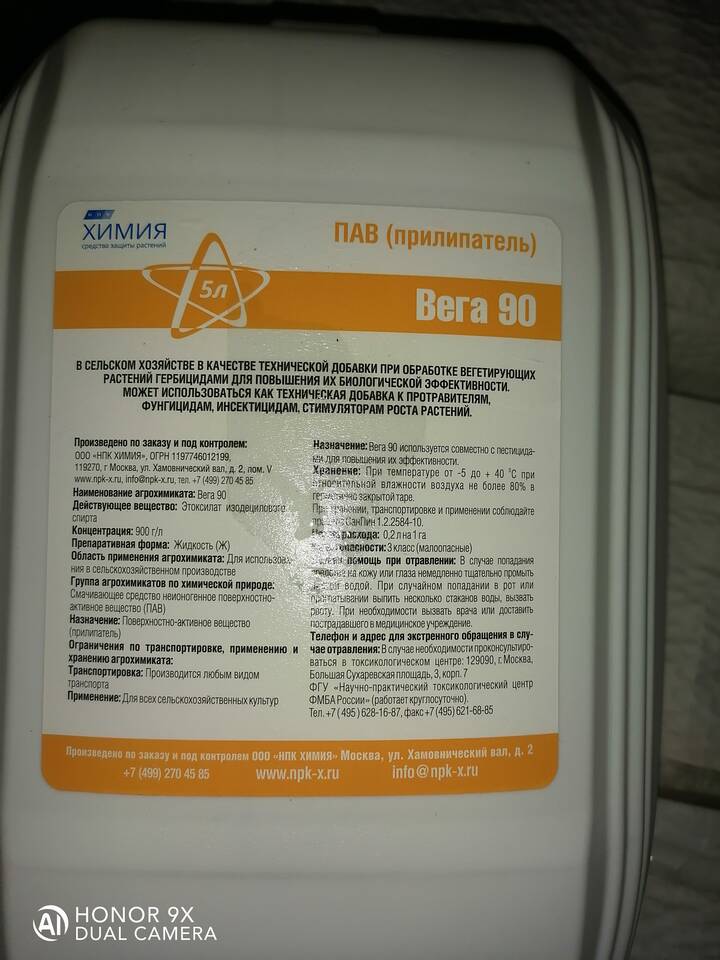 НПК
ХИМИЯ
средства защиты растений
ПАВ (прилипатель)
5л
Вега 90
В СЕЛЬСКОМ ХОЗЯЙСТВЕ В КАЧЕСТВЕ ТЕХНИЧЕСКОЙ ДОБАВКИ ПРИ ОБРАБОТКЕ ВЕГЕТИРУЮЩИХ
РАСТЕНИЙ ГЕРБИЦИДАМИ ДЛЯ ПОВЫШЕНИЯ ИХ БИОЛОГИЧЕСКОЙ ЭФФЕКТИВНОСТИ.
МОЖЕТ ИСПОЛЬЗОВАТЬСЯ КАК ТЕХНИЧЕСКАЯ ДОБАВКА К ПРОТРАВИТЕЛЯМ,
ФУНГИЦИДАМ, ИНСЕКТИЦИДАМ, СТИМУЛЯТОРАМ РОСТА РАСТЕНИЙ.
Произведено по заказу и под контролем:
ООО «НПК ХИМИЯ», ОГРН 1197746012199,
119270, г Москва, ул. Хамовнический вал, д. 2, пом. V
www.npk-x.ru, info@npk-x.ru, тел. +7 (499) 270 45 85
Наименование агрохимиката: Вега 90
Действующее вещество: Этоксилат изодецилового
спирта
Концентрация: 900 г/л
Препаративная форма: Жидкость (Ж)
Область применения агрохимиката: Для использова
ния в сельскохозяйственном производстве
Группа агрохимикатов по химической природе:
Смачивающее средство неионогенное поверхностно-
активное вещество (ПАВ)
Назначение: Поверхностно-активное вещество
(прилипатель)
Ограничения по транспортировке, применению и
хранению агрохимиката:
Транспортировка: Производится любым видом
транспорта
Применение: Для всех сельскохозяйственных культур
Назначение: Вега 90 используется совместно с пестицида-
ми для повышения их эффективности.
Хранение: При температуре от -5 до + 40 °С при
относительной влажности воздуха не более 80% в
герметично закрытой таре.
При хранении, транспортировке и применении соблюдайте
СанПин 1.2.2584-10.
расхода: 0,2 л на 1 га
3 класс (малоопасные)
помощь при отравлении: В случае попадания
на кожу или глаза немедленно тщательно промыть
водой. При случайном попадании в рот или
проглатывании выпить несколько стаканов воды, вызвать
рвоту. При необходимости вызвать врача или доставить
пострадавшего в медицинское учреждение.
Телефон и адрес для экстренного обращения в слу-
чае отравления: В случае необходимости проконсультиро-
ваться в токсикологическом центре: 129090, г. Москва,
Большая Сухаревская площадь, 3, корп. 7
ФГУ «Научно-практический токсикологический центр
ФМБА России» (работает круглосуточно).
Тел. +7 ( 495) 628-16-87, факс +7 (495) 621-68-85
Произведено по заказу и под контролем ООО «НПК ХИМИЯ» Москва, ул. Хамовнический вал, д. 2
+7 (499) 270 45 85 www.npk-x.ru info@npk-x.ru
HONOR 9X
DUAL CAMERA